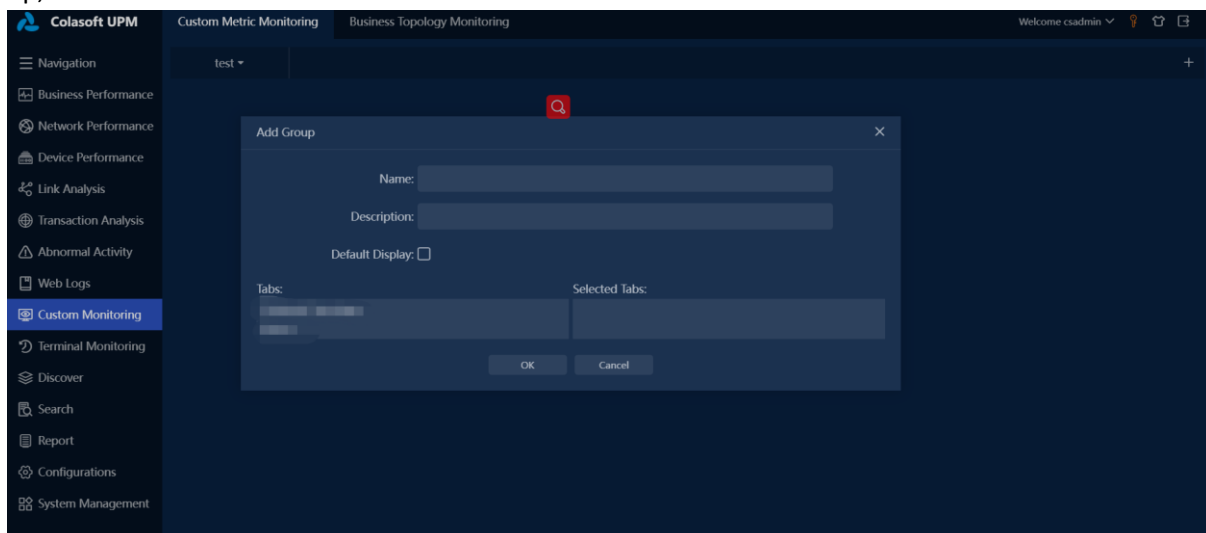 Colasoft UPM
Custom Metric Monitoring
Business Topology Monitoring
Welcome csadmin
Navigation
test
+
Business Performance
Network Performance
Device Performance
Link Analysis
Transaction Analysis
Abnormal Activity
Web Logs
Custom Monitoring
Terminal Monitoring
Discover
Search
Report
Configurations
System Management
Add Group
Name:
Description:
Default Display:
Tabs:
Selected Tabs:
OK
Cancel